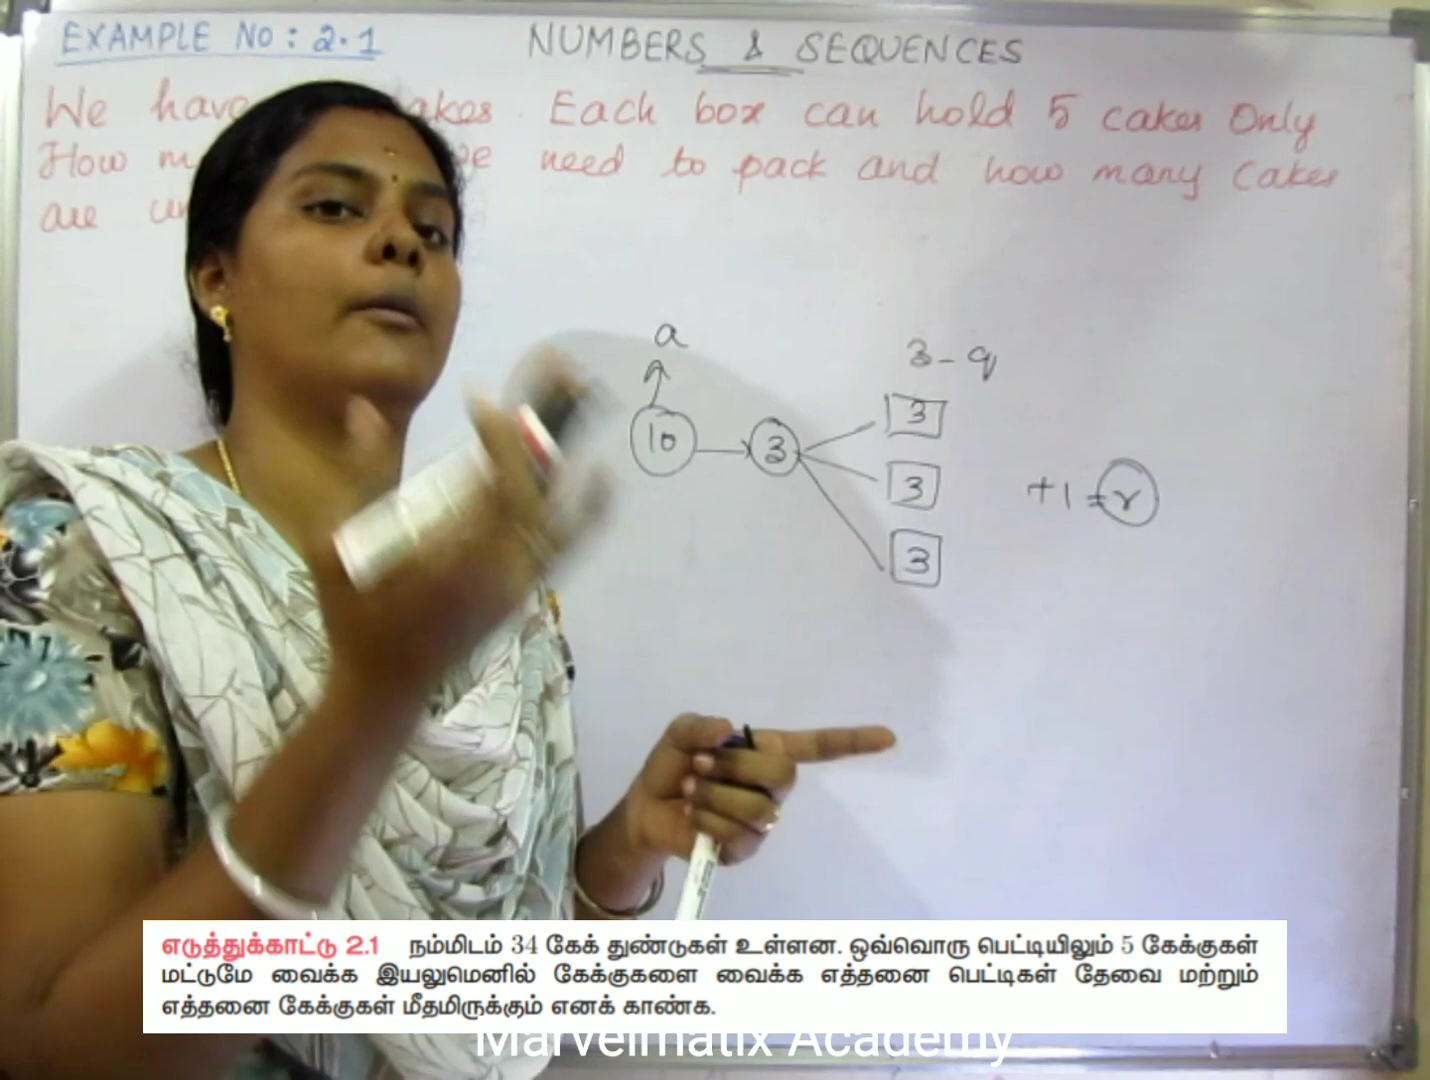 EXAMPLE NO : 2.1
NUMBERS & SEQUENCES
We have akes. Each box can hold 5 cakes Only
How m need to pack and how many Cakes
are un
a
3 - q
10
3
3
3
3
+1 = r
எடுத்துக்காட்டு 2.1 நம்மிடம் 34 கேக் துண்டுகள் உள்ளன. ஒவ்வொரு பெட்டியிலும் 5 கேக்குகள்
மட்டுமே வைக்க இயலுமெனில் கேக்குகளை வைக்க எத்தனை பெட்டிகள் தேவை மற்றும்
எத்தனை கேக்குகள் மீதமிருக்கும் எனக் காண்க.
Marvelmatix Academy